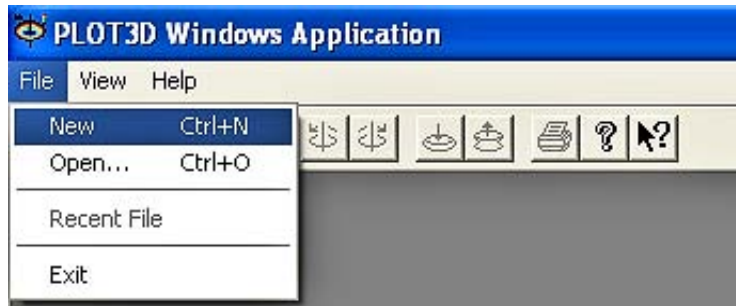 PLOT3D Windows Application
File View Help
New Ctrl+N
Open... Ctrl+O
Recent File
Exit